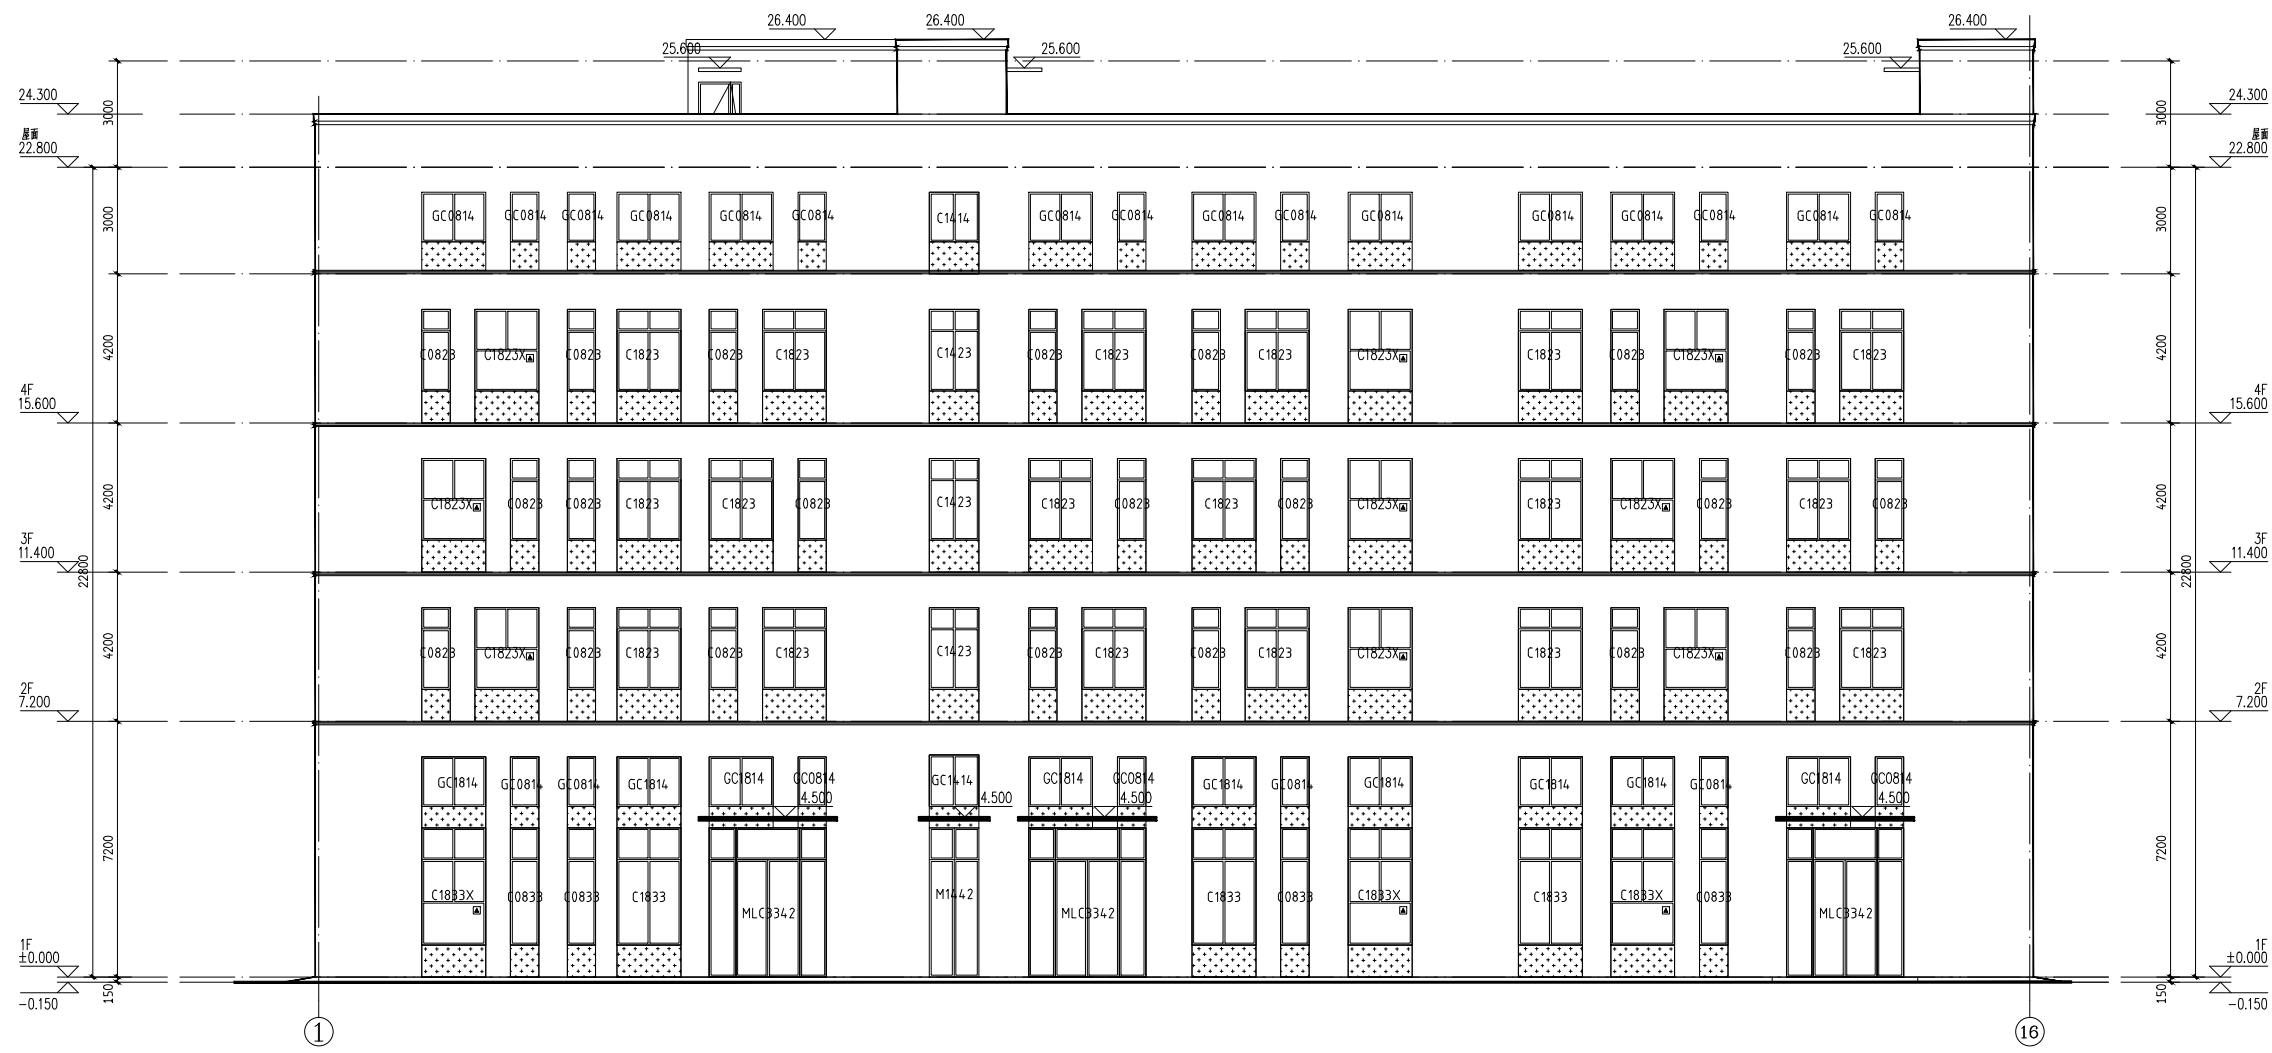 26.400 26.400 26.400
25.600 25.600 25.600
24.300 24.300
3000 3000
屋面 屋面
22.800 22.800
GC0814 GC0814 GC0814 GC0814 GC0814 GC0814 C1414 GC0814 GC0814 GC0814 GC0814 GC0814 GC0814 GC0814 GC0814 GC0814 GC0814
3000 3000
4200 C0823 C1823X C0823 C1823 C0823 C1823 C1423 C0823 C1823 C0823 C1823 C1823X C1823 C0823 C1823X C0823 C1823 4200
4F 4F
15.600 15.600
4200 C1823X C0823 C0823 C1823 C1823 C0823 C1423 C1823 C0823 C1823 C0823 C1823X C1823 C1823X C0823 C1823 C0823 4200
3F 3F
11.400 11.400
22800 22800
4200 C0823 C1823X C0823 C1823 C0823 C1823 C1423 C0823 C1823 C0823 C1823 C1823X C1823 C0823 C1823X C0823 C1823 4200
2F 2F
7.200 7.200
GC1814 GC0814 GC0814 GC1814 GC1814 GC0814 GC1414 GC1814 GC0814 GC1814 GC0814 GC1814 GC1814 GC1814 GC0814 GC1814 GC0814
4.500 4.500 4.500 4.500
7200 7200
C1833X C0833 C0833 C1833 MLC3342 M1442 MLC3342 C1833 C0833 C1833X C1833 C1833X C0833 MLC3342
1F 1F
±0.000 ±0.000
150 150
-0.150 -0.150
1 16